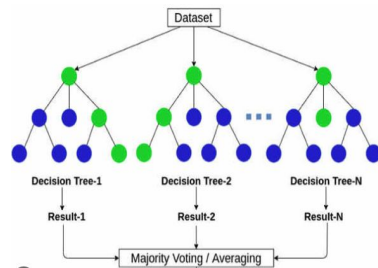 Dataset
Decision Tree-1 Decision Tree-2 Decision Tree-N
Result-1 Result-2 Result-N
Majority Voting / Averaging